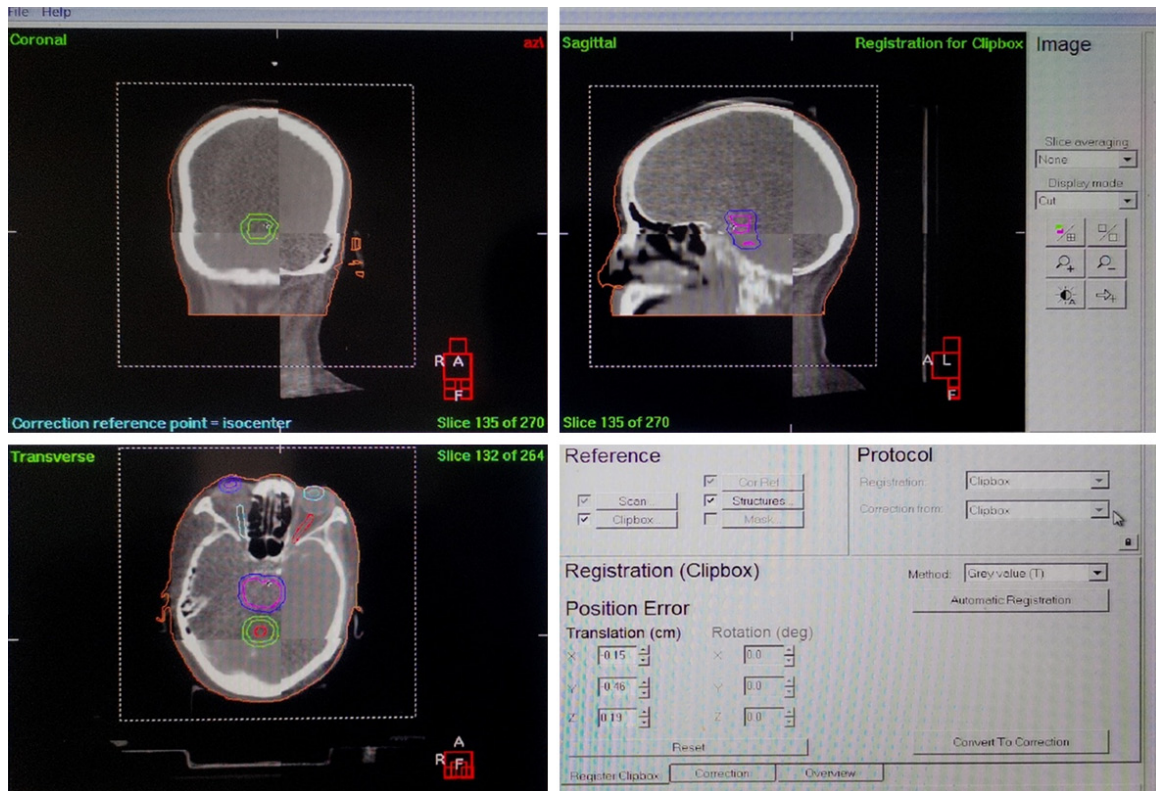 File Help
Coronal
az\
R A
F
Correction reference point = isocenter
Slice 135 of 270
Sagittal
Registration for Clipbox
A L
F
Slice 135 of 270
Image
Slice averaging
None
Display mode
Cut
Transverse
Slice 132 of 264
A
R F
Reference
Cor.Ref.
Scan
Structures...
Clipbox
Mask...
Protocol
Registration:
Clipbox
Correction from:
Clipbox
Registration (Clipbox)
Method:
Grey value (T)
Automatic Registration
Position Error
Translation (cm)
Rotation (deg)
X -0.15 X 0.0
Y -0.46 Y 0.0
Z 0.19 Z 0.0
Reset
Convert To Correction
Register Clipbox
Correction
Overview